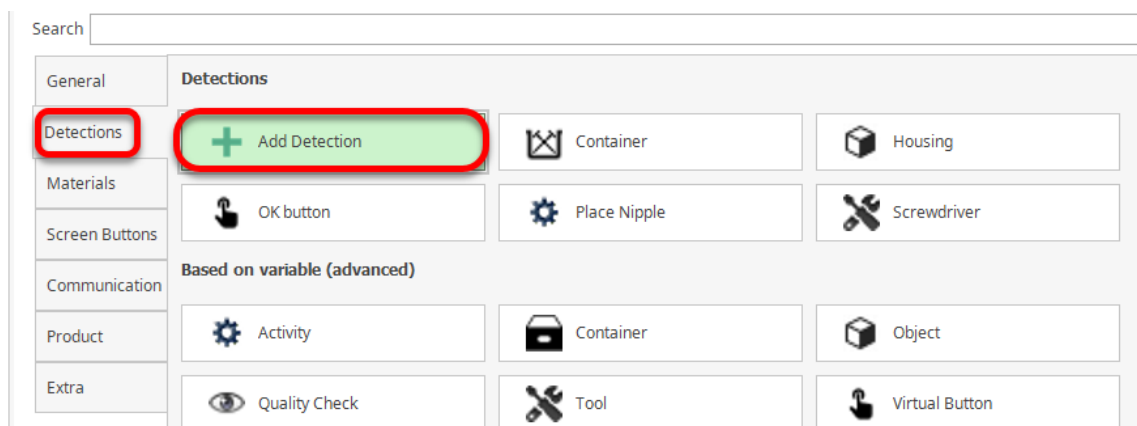 Search
General
Detections
Materials
Screen Buttons
Communication
Product
Extra
Detections
Add Detection
Container
Housing
OK button
Place Nipple
Screwdriver
Based on variable (advanced)
Activity
Container
Object
Quality Check
Tool
Virtual Button